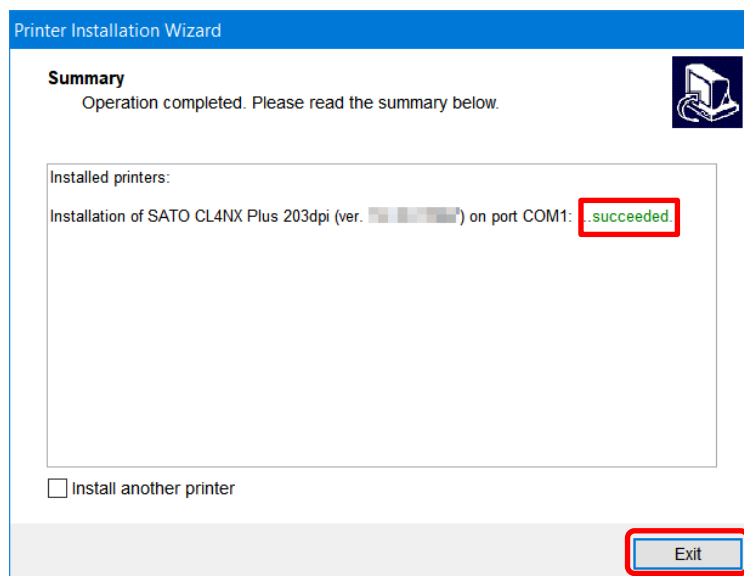 Printer Installation Wizard
Summary
Operation completed. Please read the summary below.
Installed printers:
Installation of SATO CL4NX Plus 203dpi (ver. ) on port COM1: ...succeeded.
Install another printer
Exit